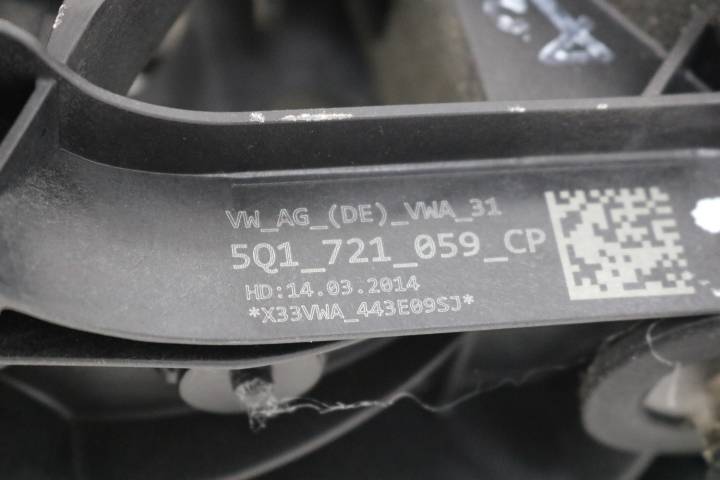 VW_AG_(DE)_VWA_31
5Q1_721_059_CP
HD:14.03.2014
*X33VWA_443E09SJ*